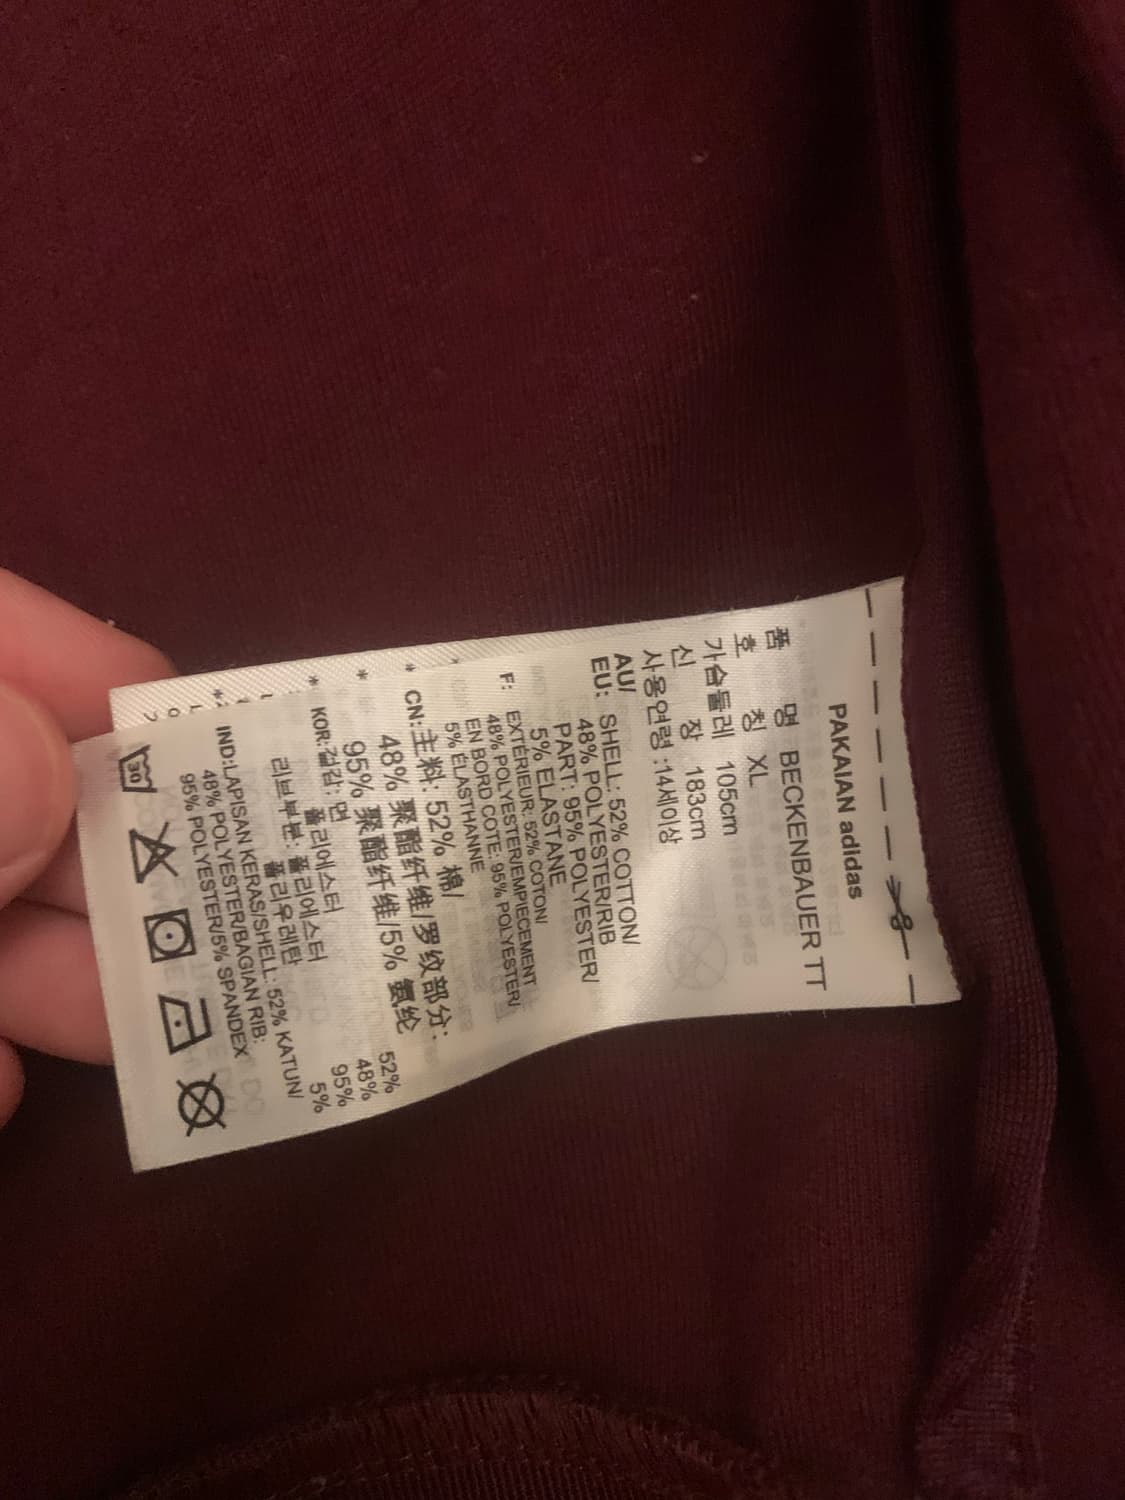 PAKAIAN adidas
품 명 BECKENBAUER TT
호 칭 XL
가슴둘레 105cm
신 장 183cm
사용연령 :14세이상
AU/
EU: SHELL: 52% COTTON/
48% POLYESTER/RIB
PART: 95% POLYESTER/
5% ELASTANE
F: EXTÉRIEUR: 52% COTON/
48% POLYESTER/EMPIECEMENT
EN BORD COTE: 95% POLYESTER/
5% ÉLASTHANNE
* CN:主料: 52% 棉/
48% 聚酯纤维/罗纹部分:
* 95% 聚酯纤维/5% 氨纶
* KOR:겉감: 면 52%
폴리에스터 48%
리브부분: 폴리에스터 95%
폴리우레탄 5%
* IND:LAPISAN KERAS/SHELL: 52% KATUN/
48% POLYESTER/BAGIAN RIB:
95% POLYESTER/5% SPANDEX
30